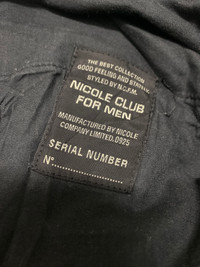 THE BEST COLLECTION
GOOD FEELING AND
STYLED BY N.C.F.M.
NICOLE CLUB
FOR MEN
MANUFACTURED BY NICOLE
COMPANY LIMITED.0925
SERIAL NUMBER
N°........................